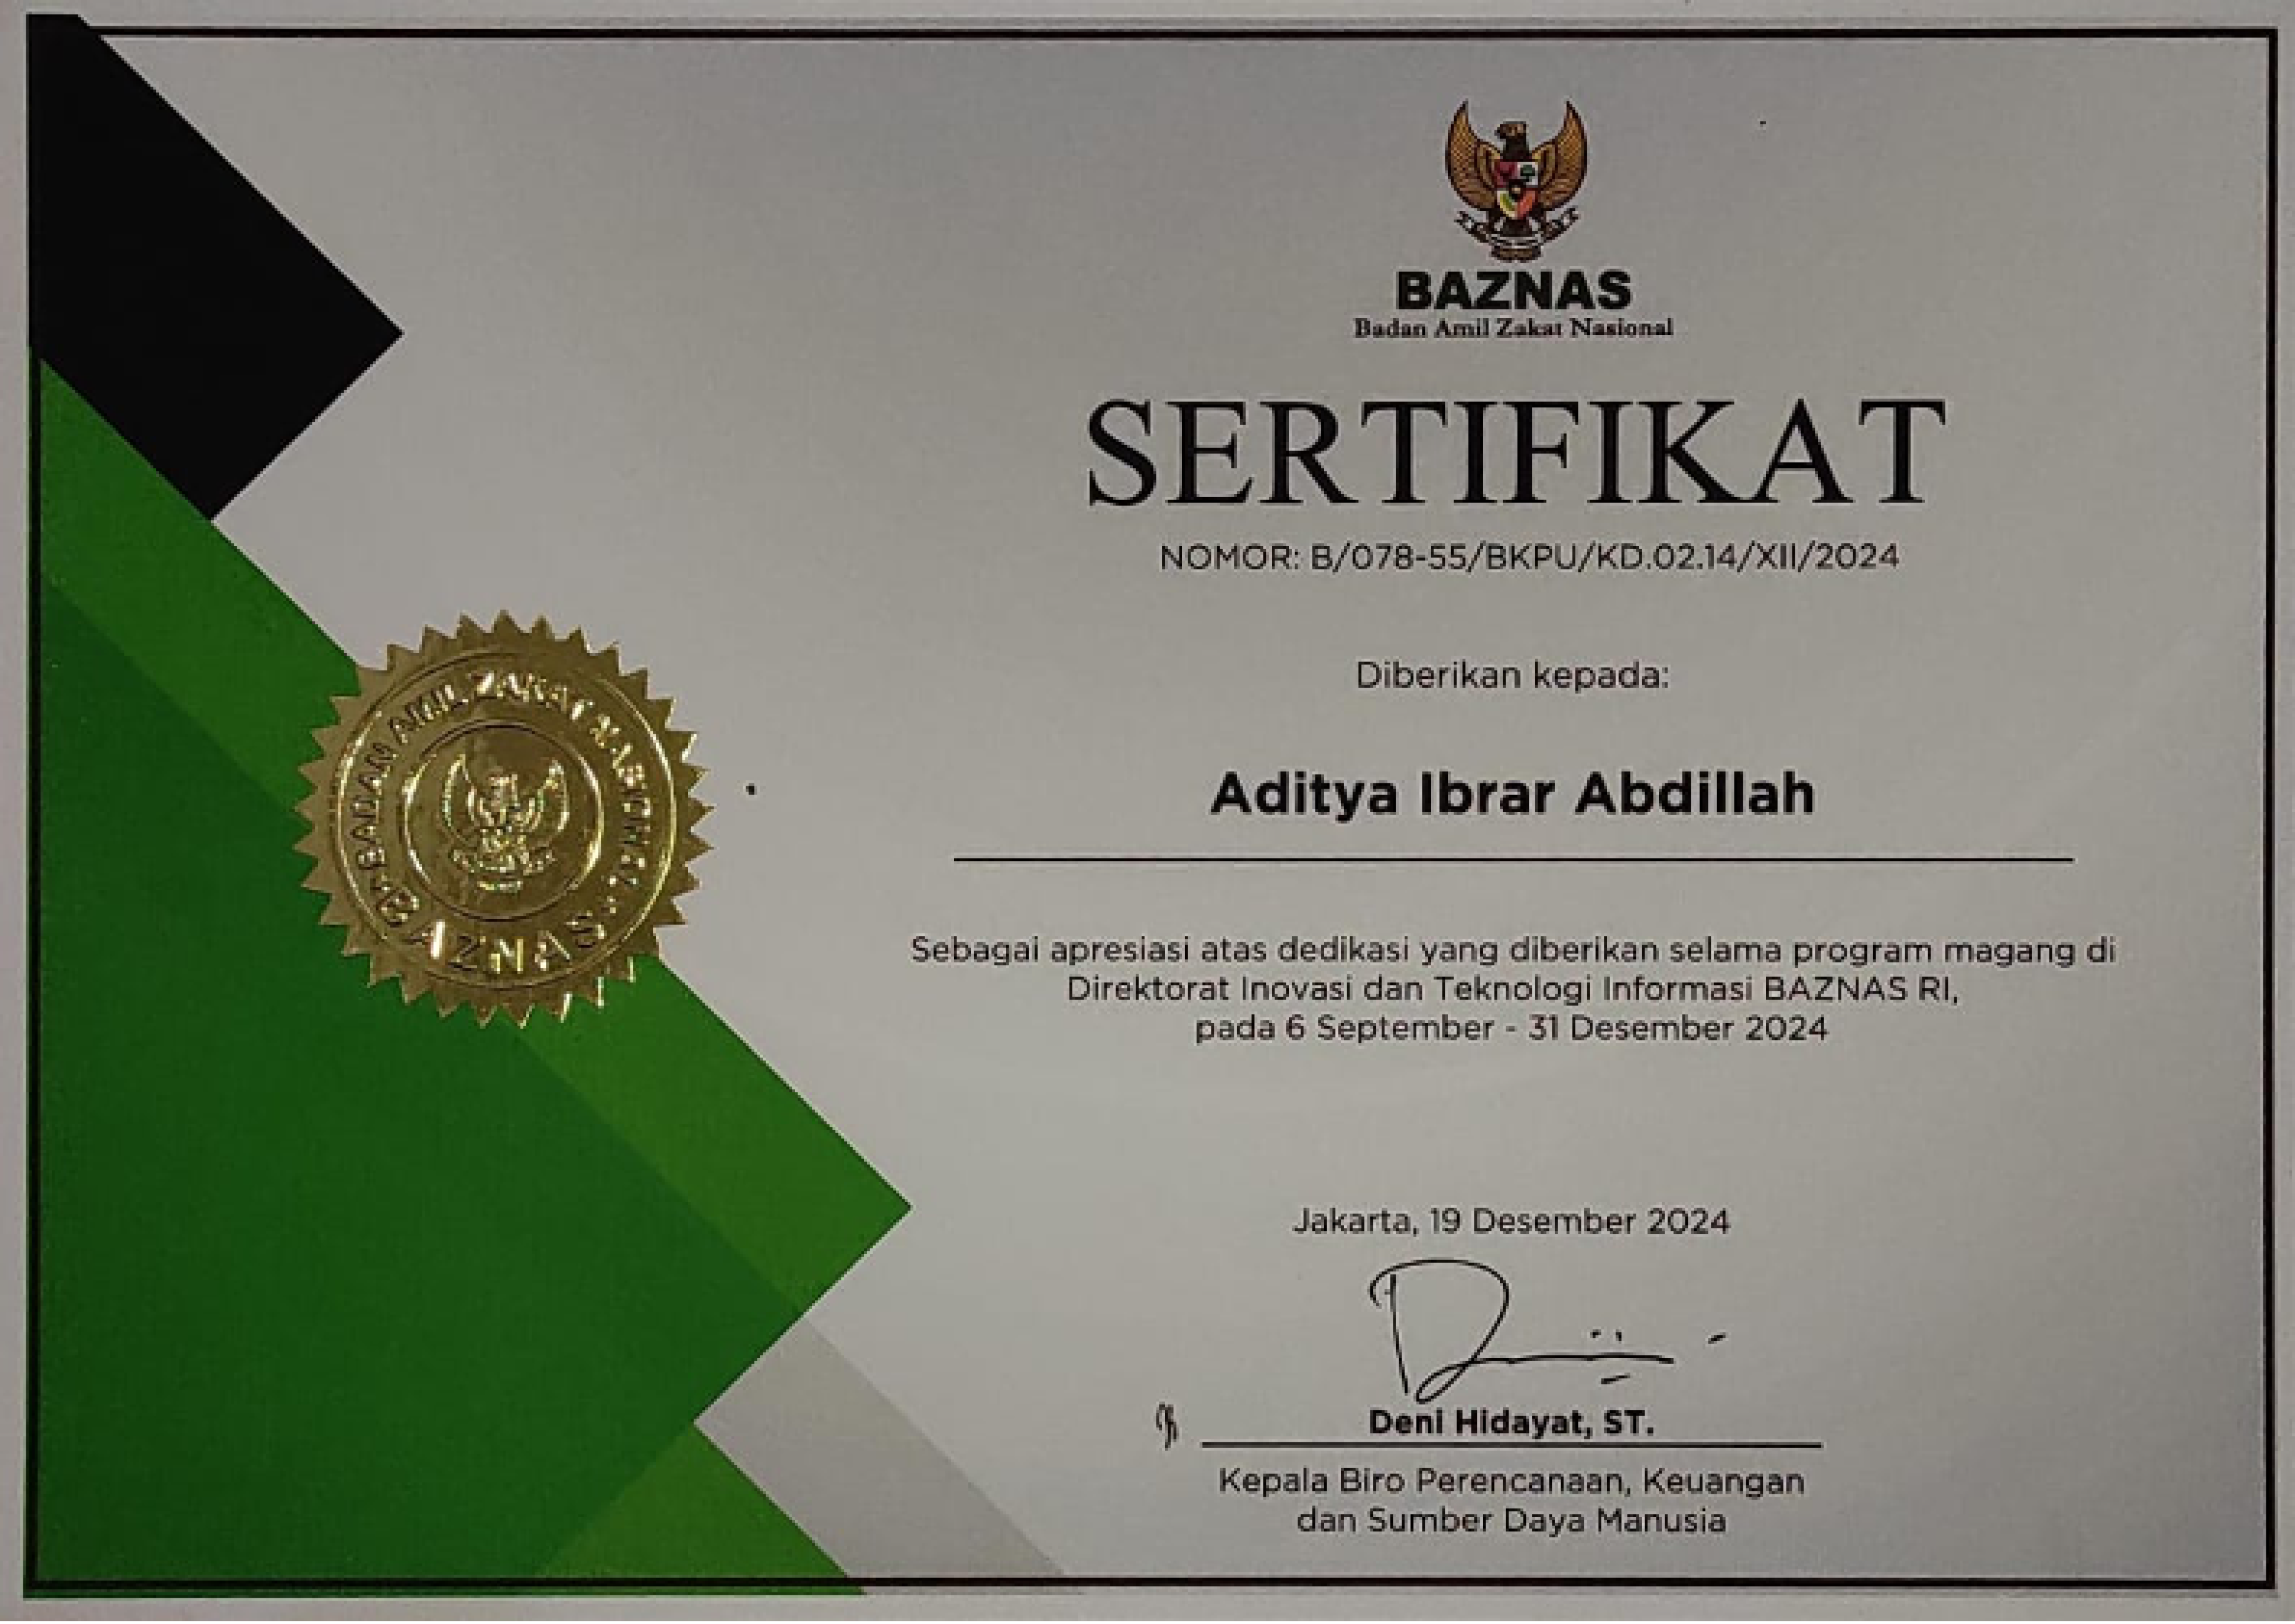 BAZNAS
Badan Amil Zakat Nasional
SERTIFIKAT
NOMOR: B/078-55/BKPU/KD.02.14/XII/2024
Diberikan kepada:
Aditya Ibrar Abdillah
BADAN AMIL ZAKAT NASIONAL
BAZNAS
Sebagai apresiasi atas dedikasi yang diberikan selama program magang di
Direktorat Inovasi dan Teknologi Informasi BAZNAS RI,
pada 6 September - 31 Desember 2024
Jakarta, 19 Desember 2024
Deni Hidayat, ST.
Kepala Biro Perencanaan, Keuangan
dan Sumber Daya Manusia